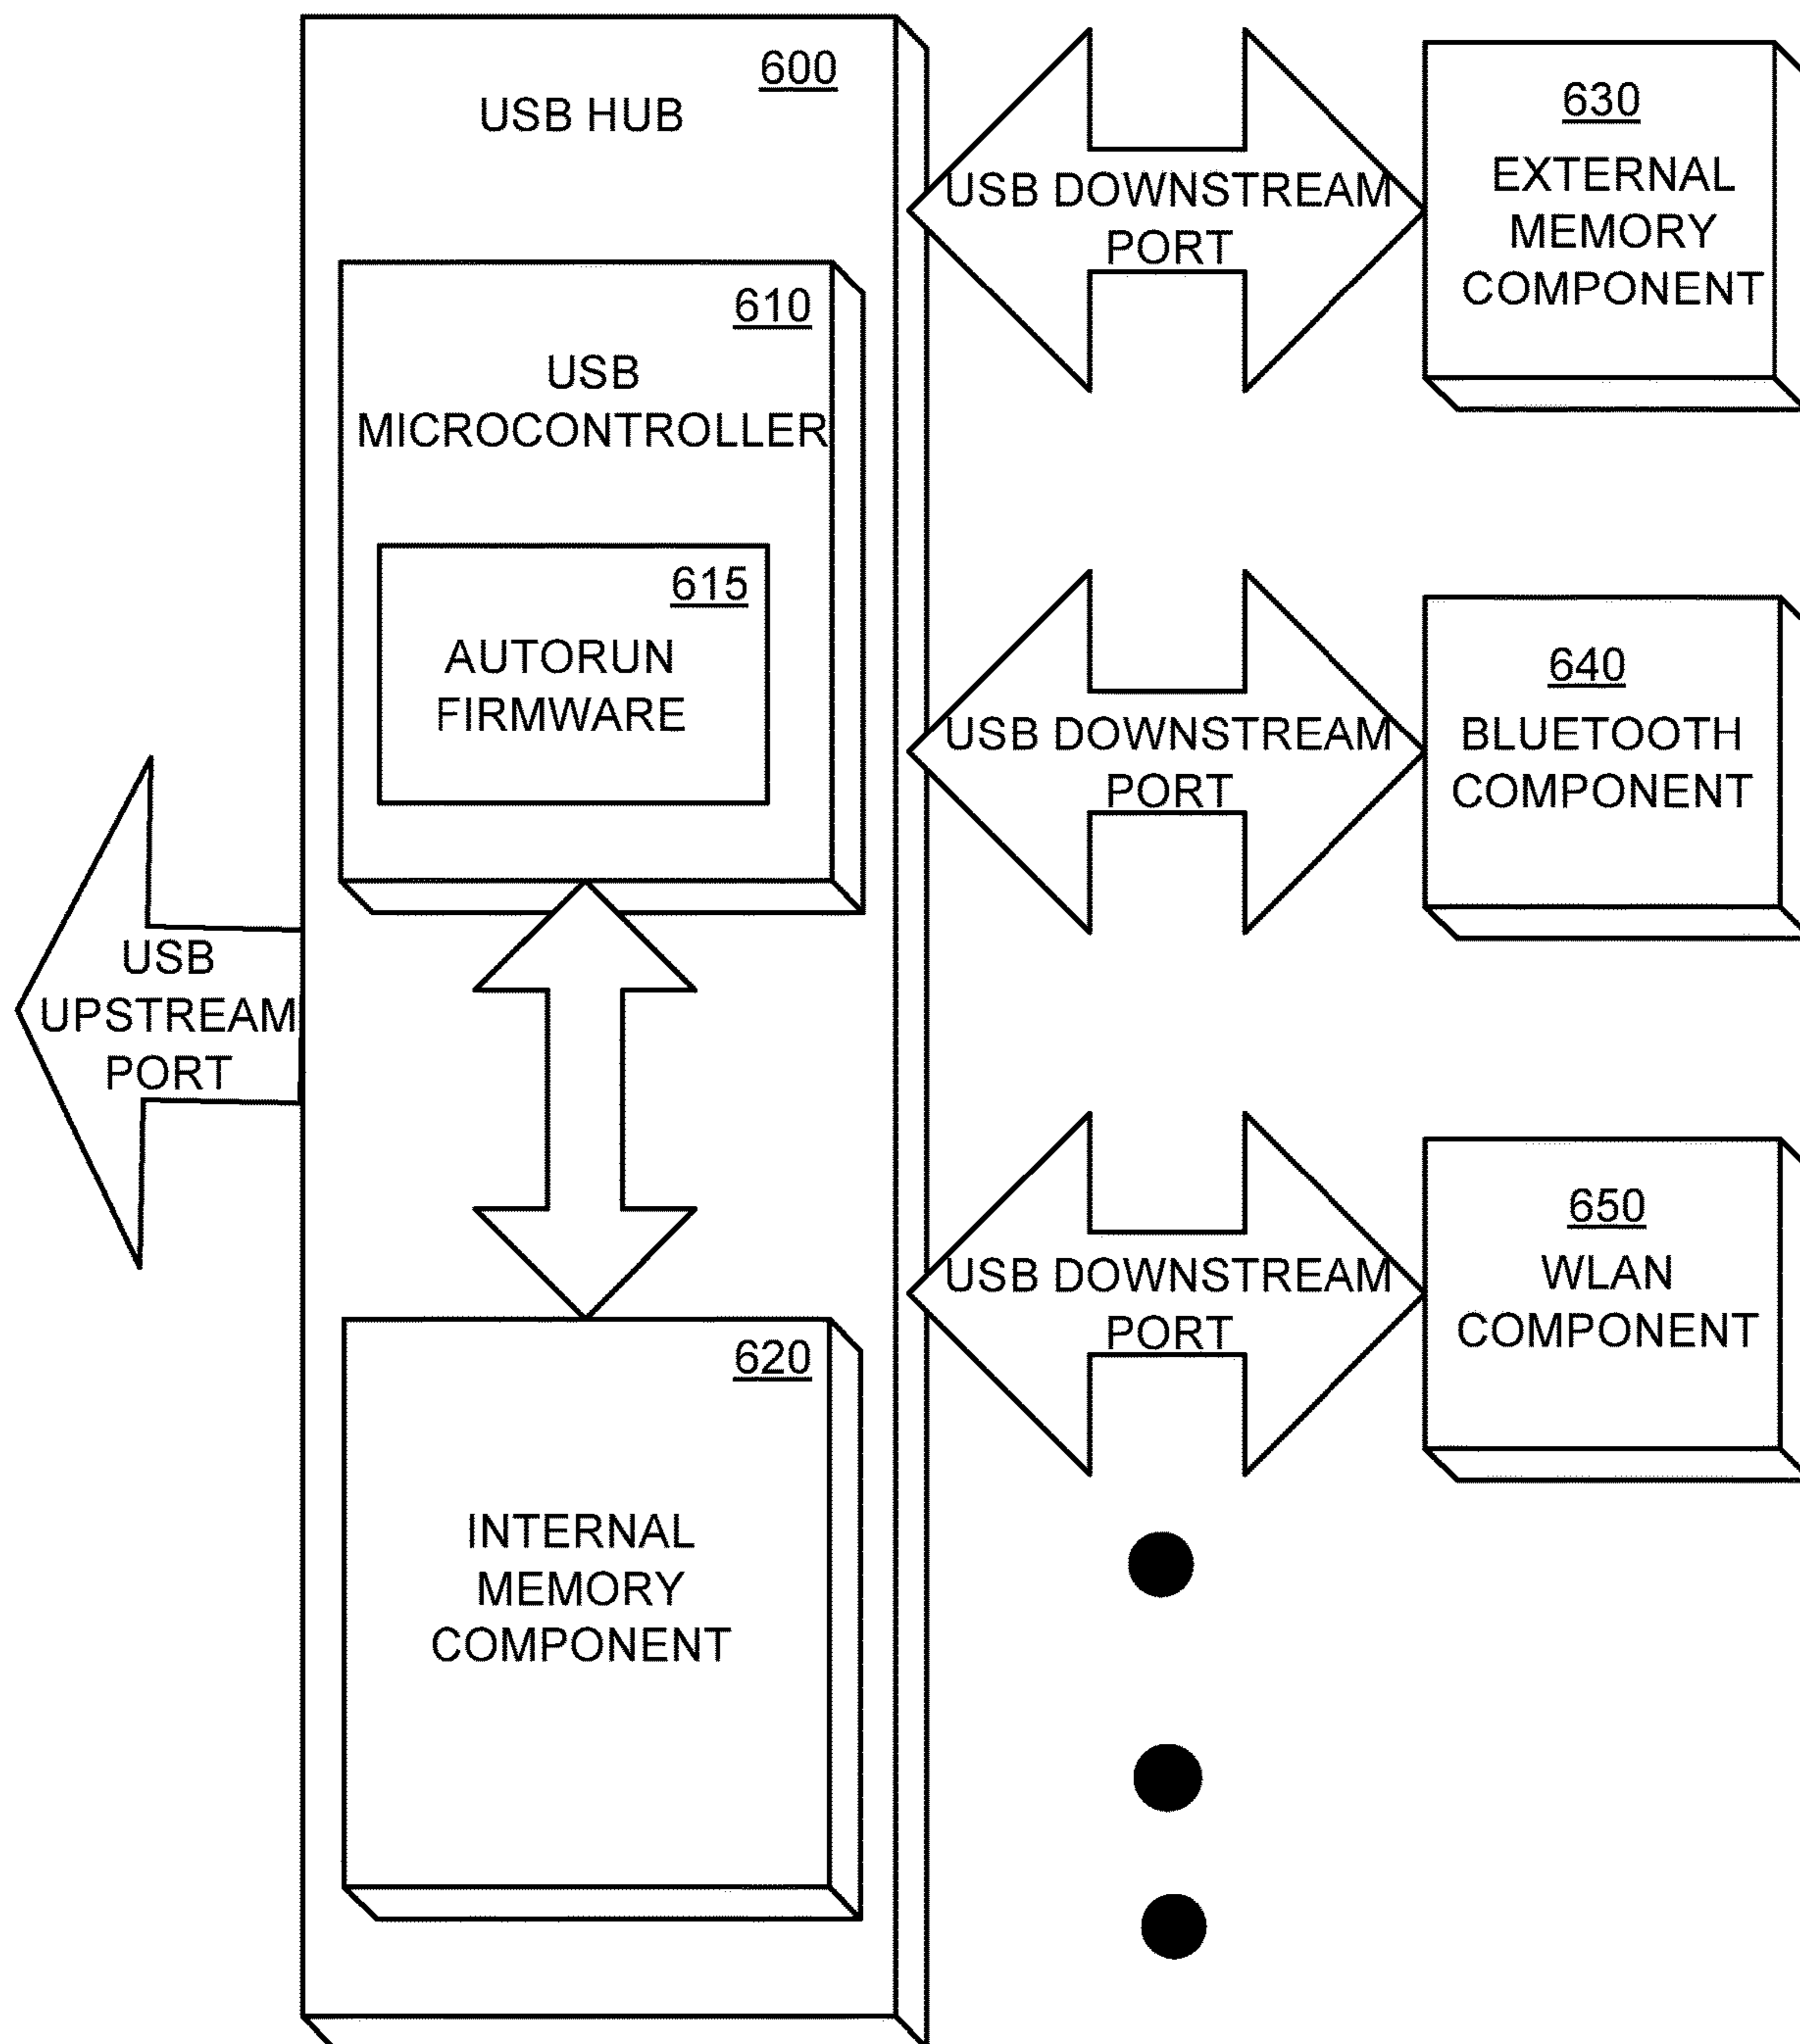 600
USB HUB
610
USB
MICROCONTROLLER
615
AUTORUN
FIRMWARE
USB
UPSTREAM
PORT
620
INTERNAL
MEMORY
COMPONENT
USB DOWNSTREAM
PORT
630
EXTERNAL
MEMORY
COMPONENT
USB DOWNSTREAM
PORT
640
BLUETOOTH
COMPONENT
USB DOWNSTREAM
PORT
650
WLAN
COMPONENT